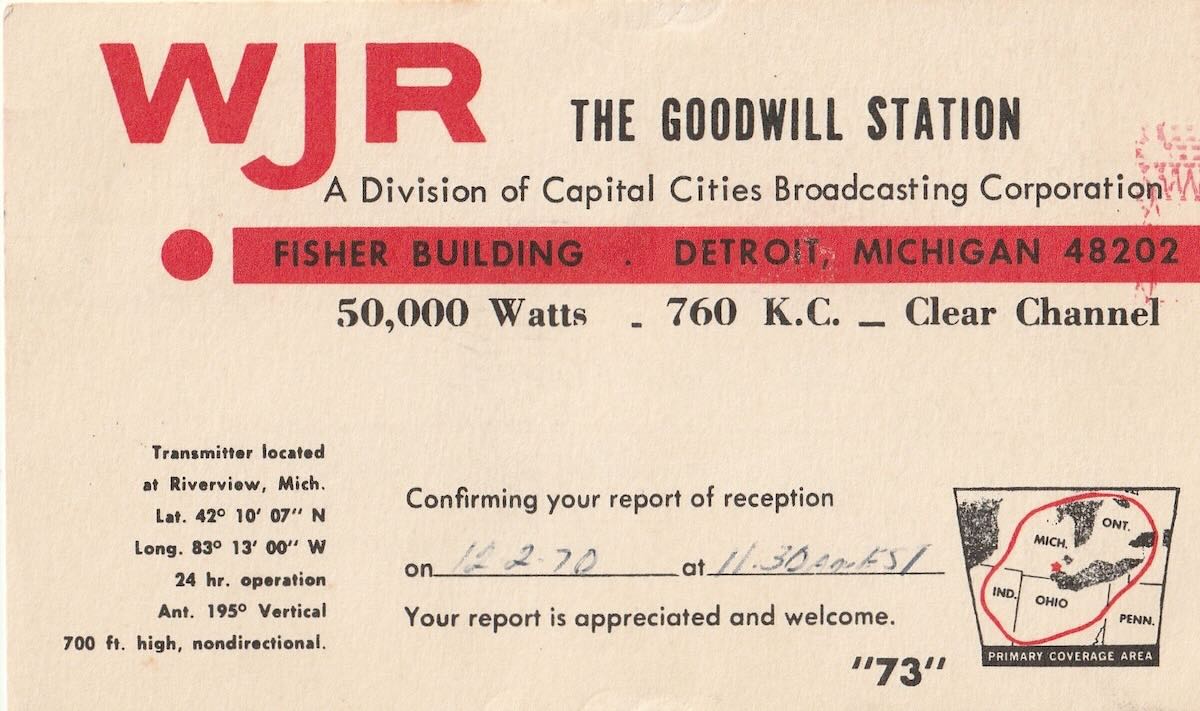 WJR
THE GOODWILL STATION
A Division of Capital Cities Broadcasting Corporation
FISHER BUILDING . DETROIT, MICHIGAN 48202
50,000 Watts - 760 K.C. — Clear Channel
Transmitter located
at Riverview, Mich.
Lat. 42° 10' 07" N
Long. 83° 13' 00" W
24 hr. operation
Ant. 195° Vertical
700 ft. high, nondirectional.
Confirming your report of reception
on 12-2-70 at 11:30 EST
Your report is appreciated and welcome.
"73"
ONT.
MICH.
IND.
OHIO
PENN.
PRIMARY COVERAGE AREA